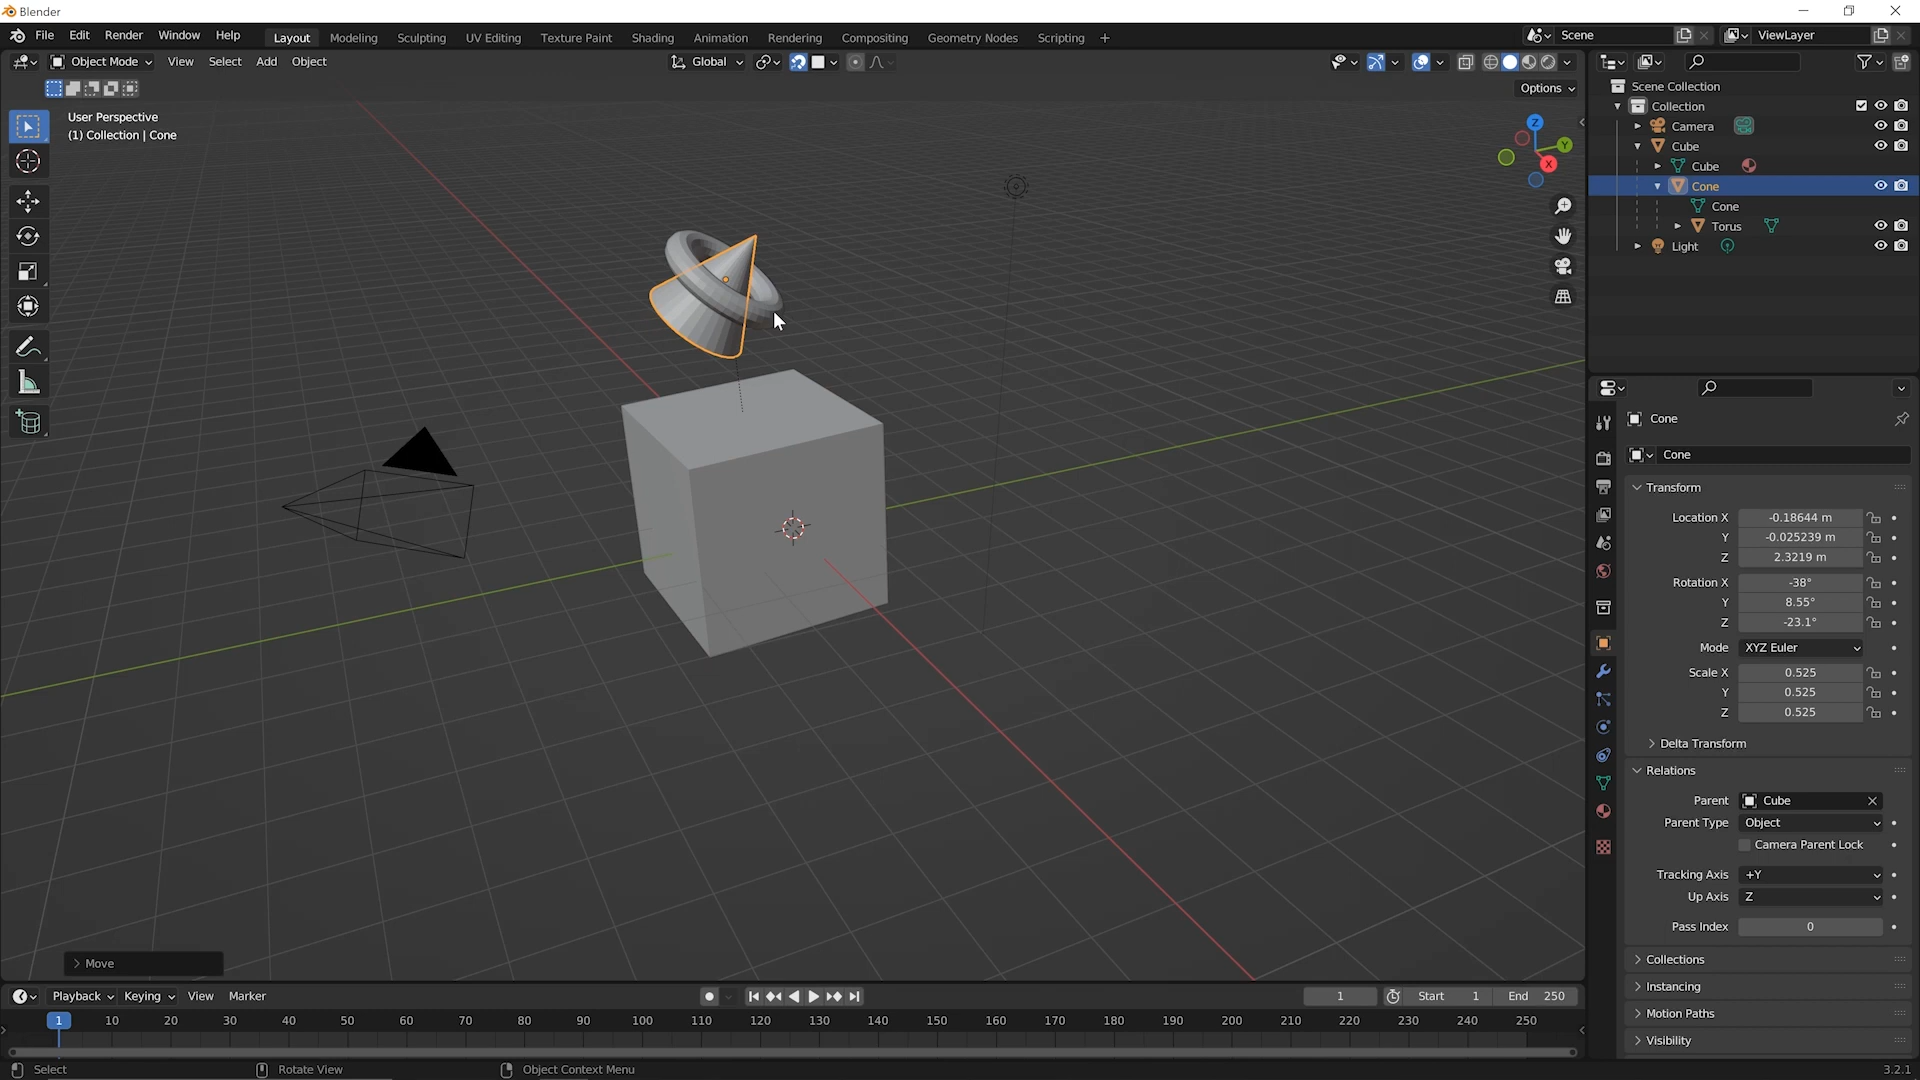 Blender
File Edit Render Window Help
Layout Modeling Sculpting UV Editing Texture Paint Shading Animation Rendering Compositing Geometry Nodes Scripting +
Scene
ViewLayer
Object Mode View Select Add Object
Global
Options
User Perspective
(1) Collection | Cone
Z
Y
X
Scene Collection
Collection
Camera
Cube
Cube
Cone
Cone
Torus
Light
Cone
Cone
Transform
Location X -0.18644 m
Y -0.025239 m
Z 2.3219 m
Rotation X -38°
Y 8.55°
Z -23.1°
Mode XYZ Euler
Scale X 0.525
Y 0.525
Z 0.525
Delta Transform
Relations
Parent Cube
Parent Type Object
Camera Parent Lock
Tracking Axis +Y
Up Axis Z
Pass Index 0
Collections
Instancing
Motion Paths
Visibility
Move
Playback Keying View Marker
1 Start 1 End 250
1 10 20 30 40 50 60 70 80 90 100 110 120 130 140 150 160 170 180 190 200 210 220 230 240 250
Select Rotate View Object Context Menu
3.2.1